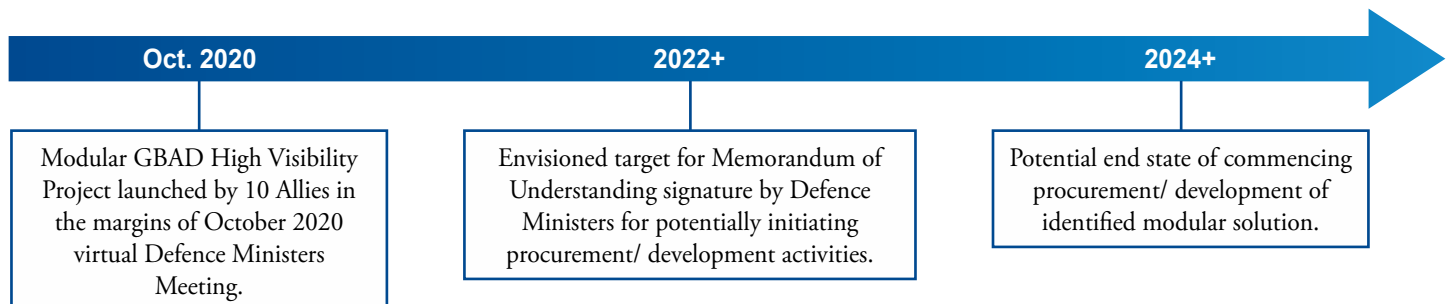 Oct. 2020
2022+
2024+
Modular GBAD High Visibility
Project launched by 10 Allies in
the margins of October 2020
virtual Defence Ministers
Meeting.
Envisioned target for Memorandum of
Understanding signature by Defence
Ministers for potentially initiating
procurement/ development activities.
Potential end state of commencing
procurement/ development of
identified modular solution.